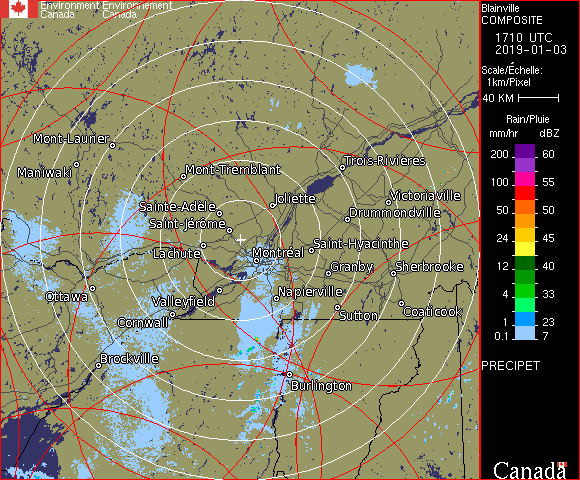 Environment Environnement
Canada Canada
Blainville
COMPOSITE
1710 UTC
2019-01-03
Scale/Échelle:
1km/Pixel
40 KM
Rain/Pluie
mm/hr dBZ
200 60
100 55
50 50
24 45
12 40
4 33
1 23
0.1 7
PRECIPET
Canada
Mont-Laurier
Maniwaki
Mont-Tremblant
Trois-Rivières
Joliette
Victoriaville
Sainte-Adèle
Drummondville
Saint-Jérôme
Saint-Hyacinthe
Lachute
Montréal
Granby
Sherbrooke
Ottawa
Valleyfield
Napierville
Sutton
Coaticook
Cornwall
Brockville
Burlington